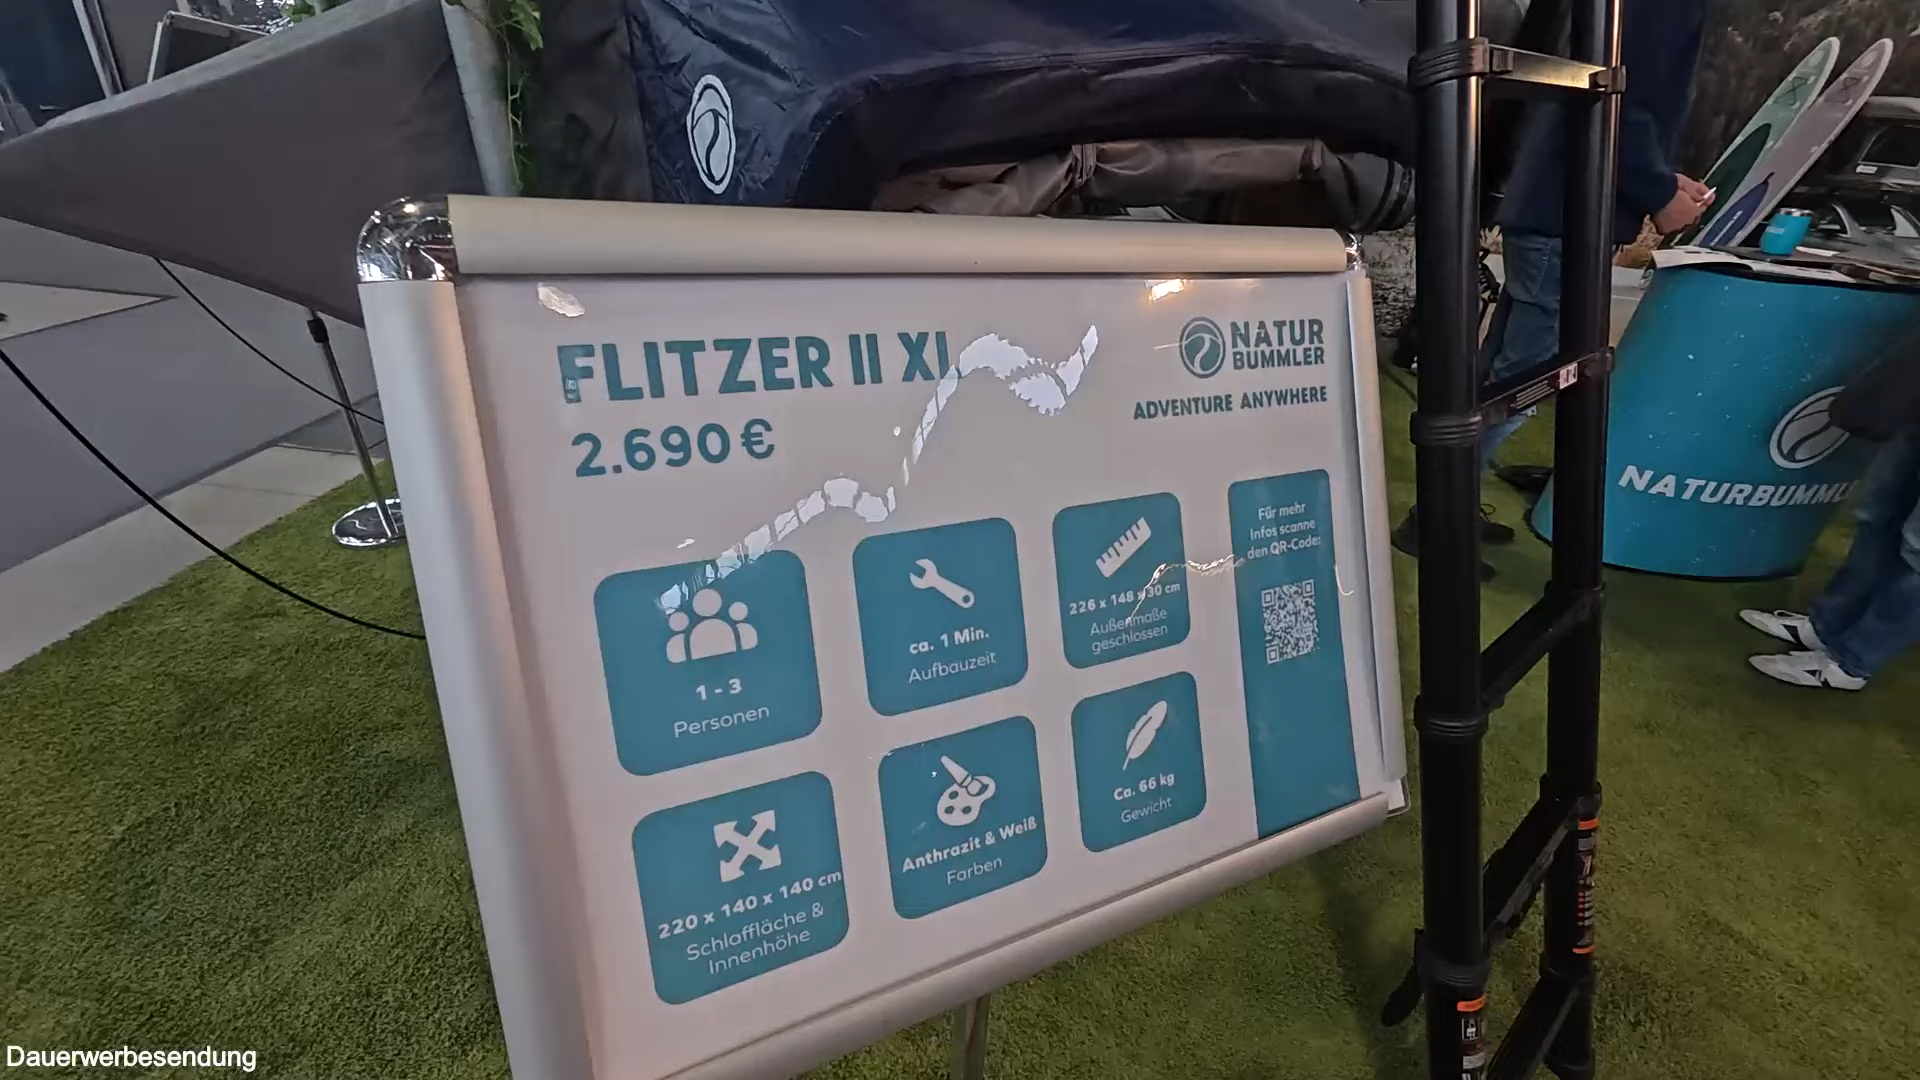 FLITZER II XL
2.690 €
NATUR
BUMMLER
ADVENTURE ANYWHERE
1 - 3
Personen
ca. 1 Min.
Aufbauzeit
226 x 148 x 30 cm
Außenmaße
geschlossen
Für mehr
Infos scanne
den QR-Code:
220 x 140 x 140 cm
Schlaffläche &
Innenhöhe
Anthrazit & Weiß
Farben
Ca. 66 kg
Gewicht
NATURBUMML
Dauerwerbesendung